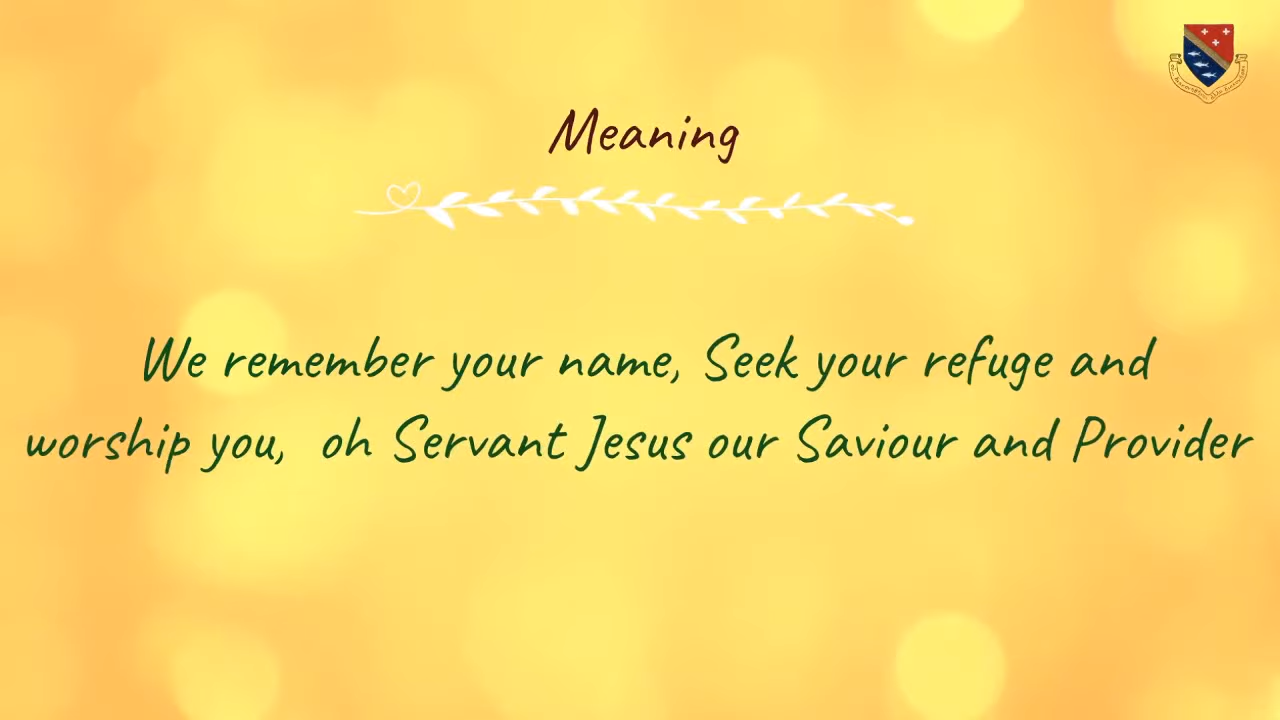 Meaning
We remember your name, Seek your refuge and
worship you, oh Servant Jesus our Saviour and Provider